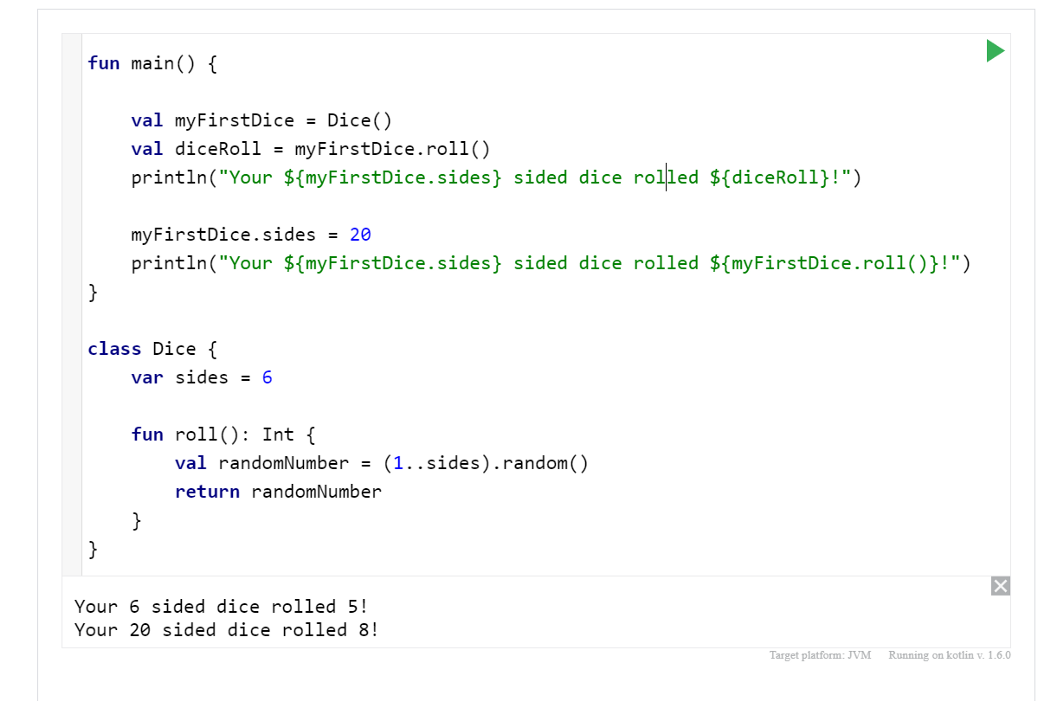 fun main() {
    val myFirstDice = Dice()
    val diceRoll = myFirstDice.roll()
    println("Your ${myFirstDice.sides} sided dice rolled ${diceRoll}!")
    myFirstDice.sides = 20
    println("Your ${myFirstDice.sides} sided dice rolled ${myFirstDice.roll()}!")
}
class Dice {
    var sides = 6
    fun roll(): Int {
        val randomNumber = (1..sides).random()
        return randomNumber
    }
}
Your 6 sided dice rolled 5!
Your 20 sided dice rolled 8!
Target platform: JVM Running on kotlin v. 1.6.0